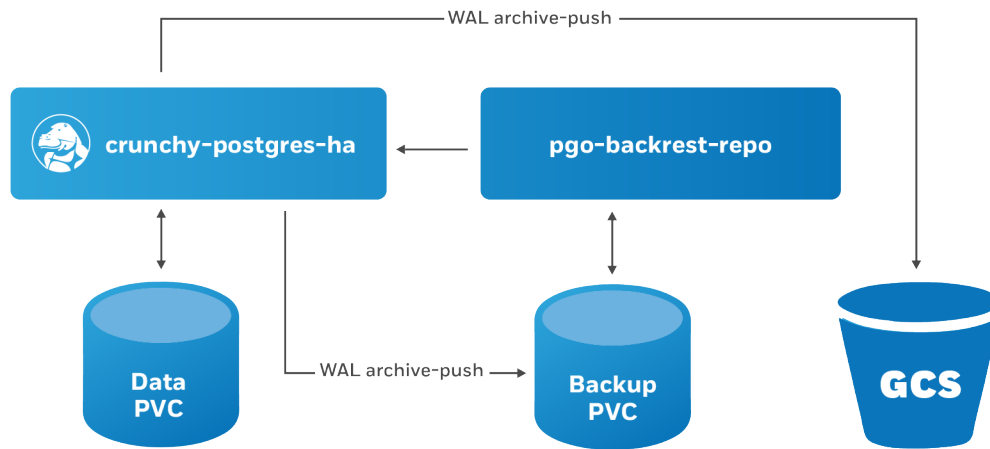 WAL archive-push
crunchy-postgres-ha
pgo-backrest-repo
WAL archive-push
Data
PVC
Backup
PVC
GCS